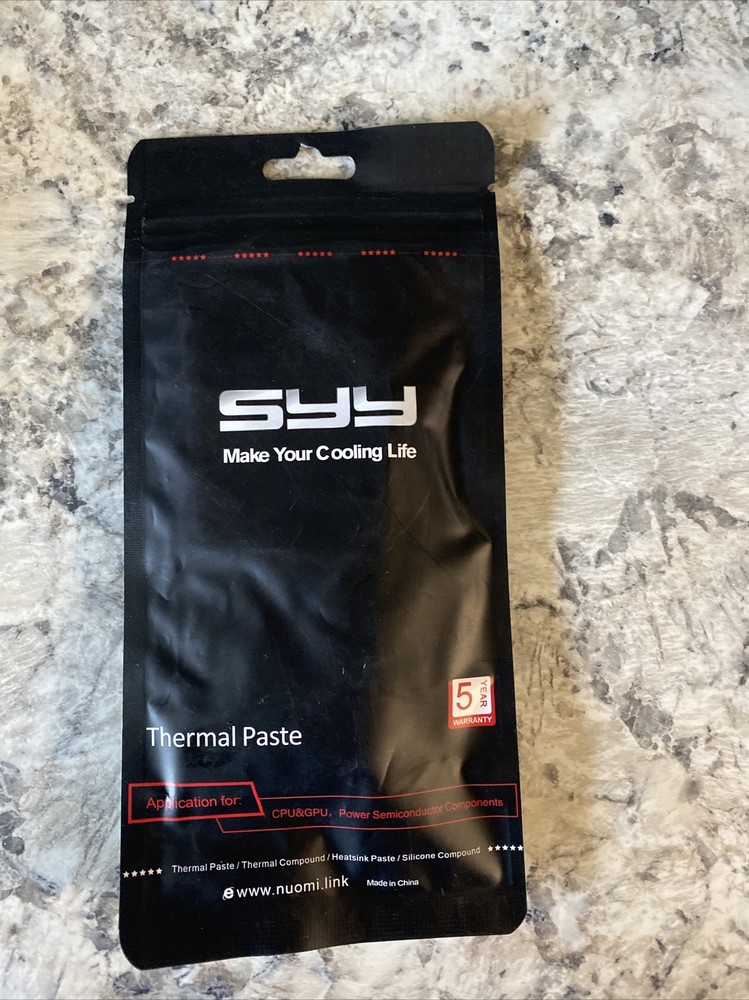 SYY
Make Your Cooling Life
5 YEAR
WARRANTY
Thermal Paste
Application for:
CPU&GPU, Power Semiconductor Components
Thermal Paste / Thermal Compound / Heatsink Paste / Silicone Compound
www.nuomi.link Made in China